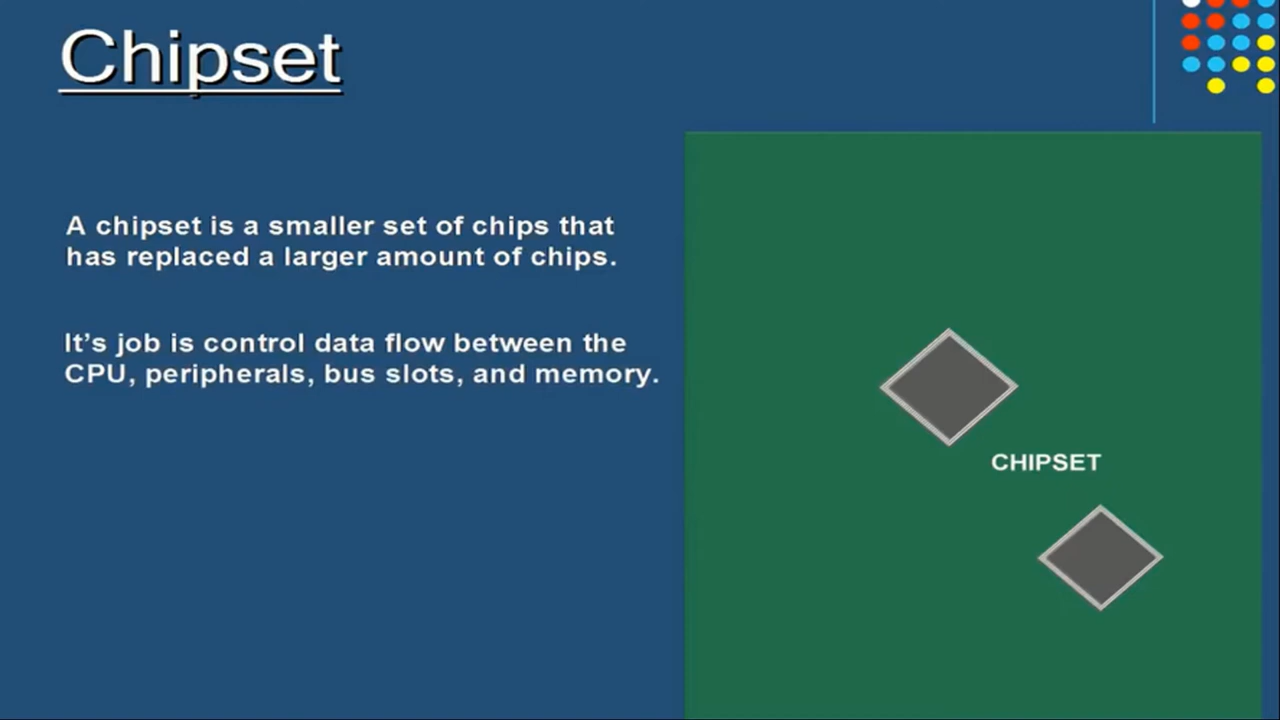 Chipset
A chipset is a smaller set of chips that
has replaced a larger amount of chips.
It’s job is control data flow between the
CPU, peripherals, bus slots, and memory.
CHIPSET